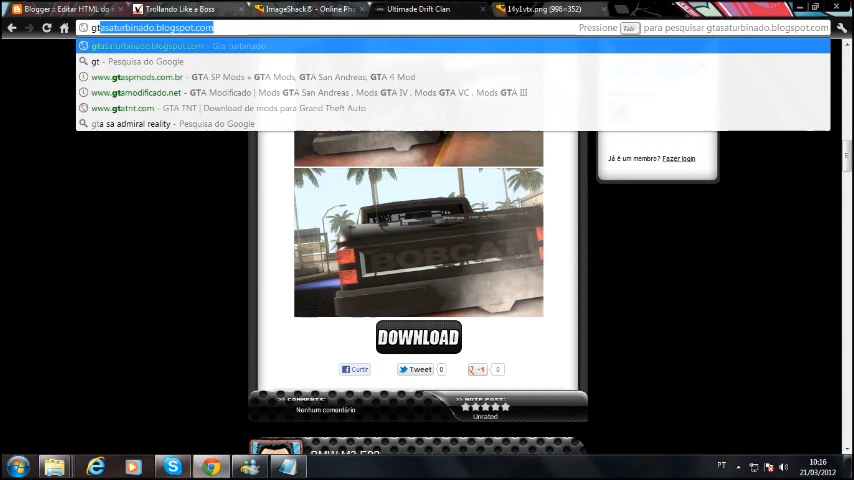 Blogger = Editar HTML do m
Trollando Like a Boss
ImageShack® - Online Pho
Ultimade Drift Clan
14y1vtx.png (998×352)
gtasaturbinado.blogspot.com
Pressione Tab para pesquisar gtasaturbinado.blogspot.com
gtasaturbinado.blogspot.com - Gta turbinado
gt - Pesquisa do Google
www.gtaspmods.com.br - GTA SP Mods » GTA Mods, GTA San Andreas, GTA 4 Mod
www.gtamodificado.net - GTA Modificado | Mods GTA San Andreas . Mods GTA IV . Mods GTA VC . Mods GTA III
www.gtatnt.com - GTA TNT | Download de mods para Grand Theft Auto
gta sa admiral reality - Pesquisa do Google
Já é um membro? Fazer login
BOBCAT
DOWNLOAD
Curtir
Tweet 0
+1 0
>> COMMENTS:
>> NOTE POST:
Nenhum comentário
Unrated
PT
10:16
21/03/2012